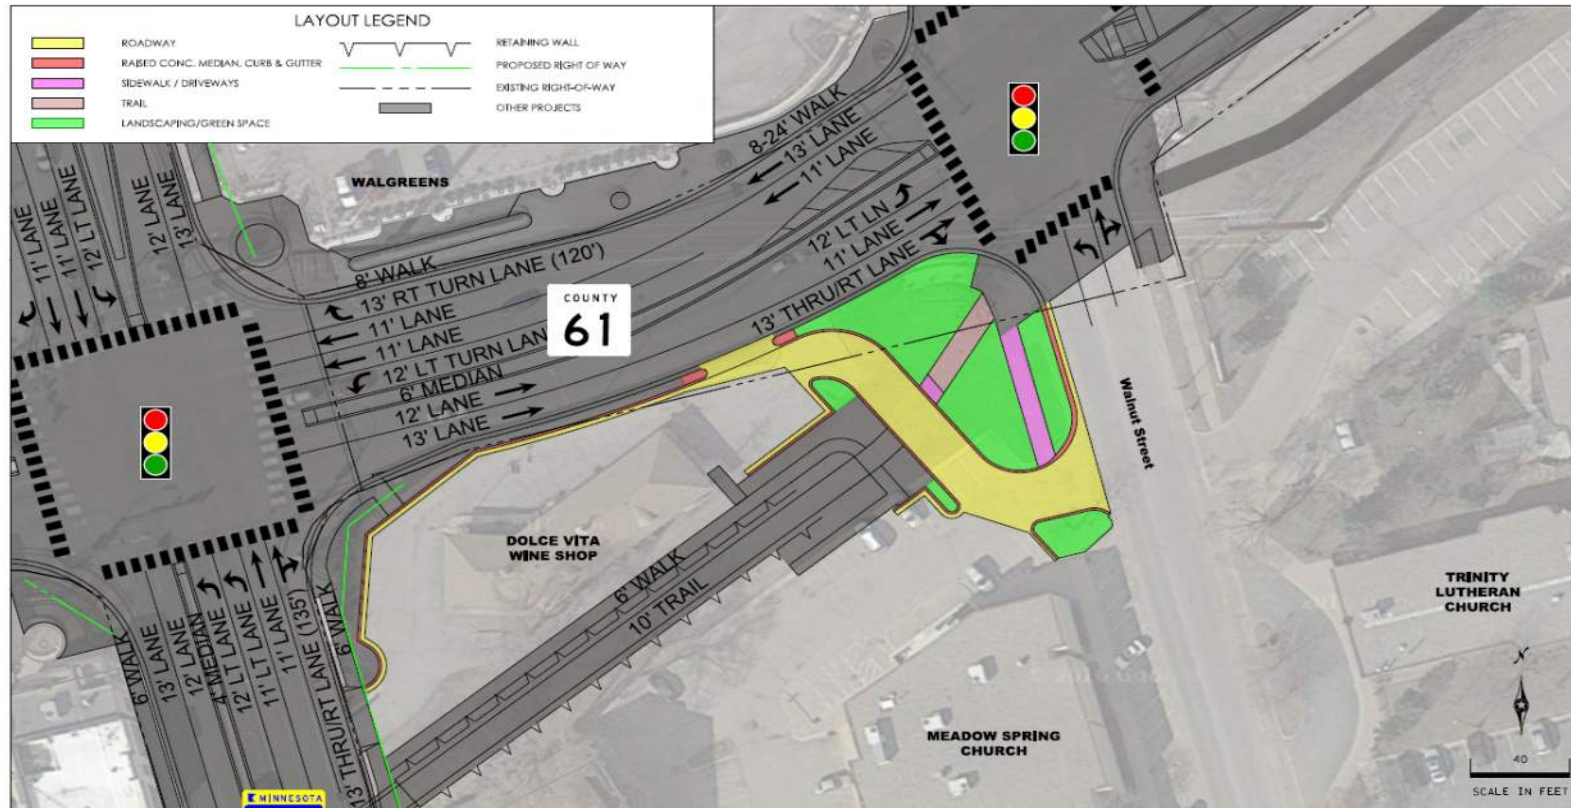 LAYOUT LEGEND
ROADWAY
RAISED CONC. MEDIAN, CURB & GUTTER
SIDEWALK / DRIVEWAYS
TRAIL
LANDSCAPING/GREEN SPACE
RETAINING WALL
PROPOSED RIGHT OF WAY
EXISTING RIGHT-OF-WAY
OTHER PROJECTS
WALGREENS
8-24' WALK
13' LANE
11' LANE
12' LT LN
11' LANE
13' THRU/RT LANE
11' LANE
11' LANE
12' LT LANE
12' LANE
13' LANE
8' WALK
13' RT TURN LANE (120')
11' LANE
11' LANE
12' LT TURN LAN
6' MEDIAN
12' LANE
13' LANE
COUNTY
61
Walnut Street
DOLCE VITA
WINE SHOP
6' WALK
10' TRAIL
6' WALK
13' LANE
12' LANE
4' MEDIAN
12' LT LANE
11' LT LANE
11' LANE
13' THRU/RT LANE (135')
6' WALK
TRINITY
LUTHERAN
CHURCH
MEADOW SPRING
CHURCH
N
40
SCALE IN FEET
MINNESOTA